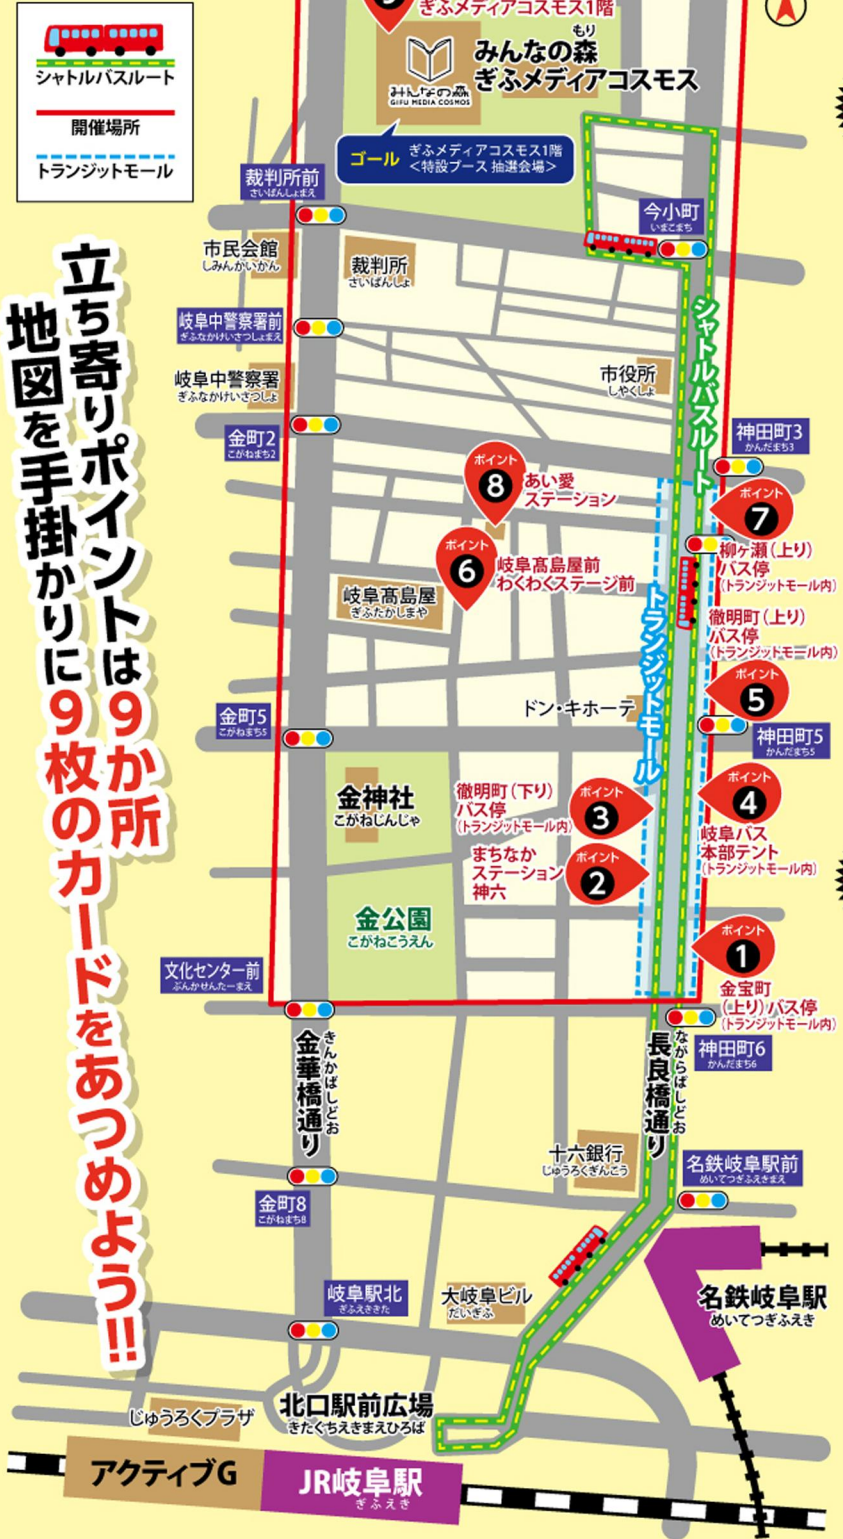 ぎふメディアコスモス1階
シャトルバスルート
開催場所
トランジットモール
みんなの森
GIFU MEDIA COSMOS
もり
みんなの森
ぎふメディアコスモス
ゴール
ぎふメディアコスモス1階
<特設ブース 抽選会場>
裁判所前
さいばんしょまえ
今小町
いまこまち
市民会館
しみんかいかん
裁判所
さいばんしょ
岐阜中警察署前
ぎふなかけいさつしょまえ
シャトルバスルート
岐阜中警察署
ぎふなかけいさつしょ
市役所
しやくしょ
金町2
こがねまち2
神田町3
かんだまち3
立ち寄りポイントは9か所
地図を手掛かりに9枚のカードをあつめよう!!
ポイント
8
あい愛
ステーション
ポイント
7
柳ヶ瀬(上り)
バス停
(トランジットモール内)
ポイント
6
岐阜髙島屋前
わくわくステージ前
岐阜髙島屋
ぎふたかしまや
トランジットモール
徹明町(上り)
バス停
(トランジットモール内)
ポイント
5
ドン・キホーテ
金町5
こがねまち5
神田町5
かんだまち5
金神社
こがねじんじゃ
徹明町(下り)
バス停
(トランジットモール内)
ポイント
3
ポイント
4
岐阜バス
本部テント
(トランジットモール内)
まちなか
ステーション
神六
ポイント
2
金公園
こがねこうえん
ポイント
1
金宝町
(上り)バス停
(トランジットモール内)
文化センター前
ぶんかせんたーまえ
神田町6
かんだまち6
金華橋通り
きんかばしどお
長良橋通り
ながらばしどお
十六銀行
じゅうろくぎんこう
名鉄岐阜駅前
めいてつぎふえきまえ
金町8
こがねまち8
岐阜駅北
ぎふえききた
大岐阜ビル
だいぎふ
名鉄岐阜駅
めいてつぎふえき
じゅうろくプラザ
北口駅前広場
きたぐちえきまえひろば
アクティブG
JR岐阜駅
ぎふえき